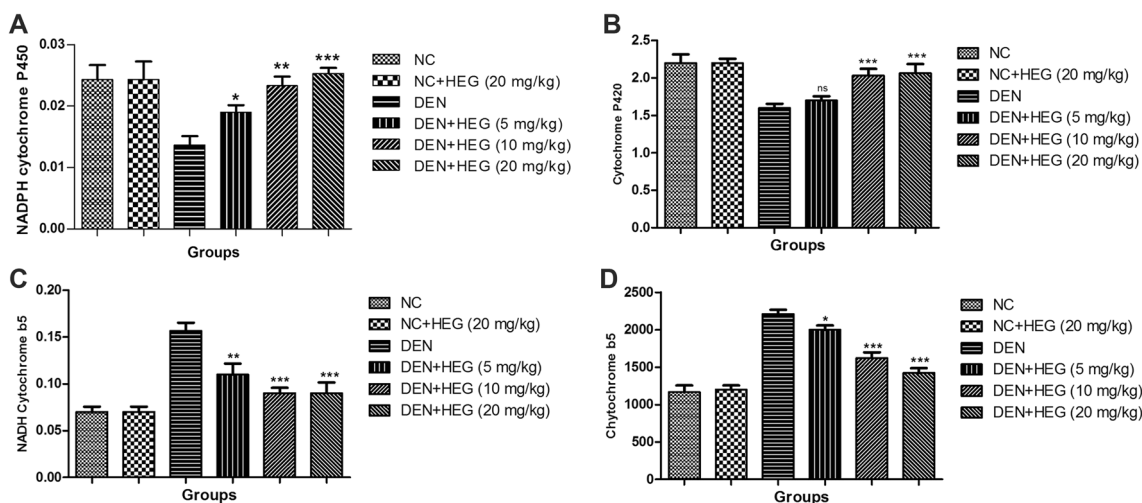 A
NADPH cytochrome P450
0.03
0.02
0.01
0.00
*
**
***
Groups
NC
NC+HEG (20 mg/kg)
DEN
DEN+HEG (5 mg/kg)
DEN+HEG (10 mg/kg)
DEN+HEG (20 mg/kg)
B
Cytochrome P420
2.5
2.0
1.5
1.0
0.5
0.0
ns
***
***
Groups
NC
NC+HEG (20 mg/kg)
DEN
DEN+HEG (5 mg/kg)
DEN+HEG (10 mg/kg)
DEN+HEG (20 mg/kg)
C
NADH Cytochrome b5
0.20
0.15
0.10
0.05
0.00
**
***
***
Groups
NC
NC+HEG (20 mg/kg)
DEN
DEN+HEG (5 mg/kg)
DEN+HEG (10 mg/kg)
DEN+HEG (20 mg/kg)
D
Chytochrome b5
2500
2000
1500
1000
500
0
*
***
***
Groups
NC
NC+HEG (20 mg/kg)
DEN
DEN+HEG (5 mg/kg)
DEN+HEG (10 mg/kg)
DEN+HEG (20 mg/kg)